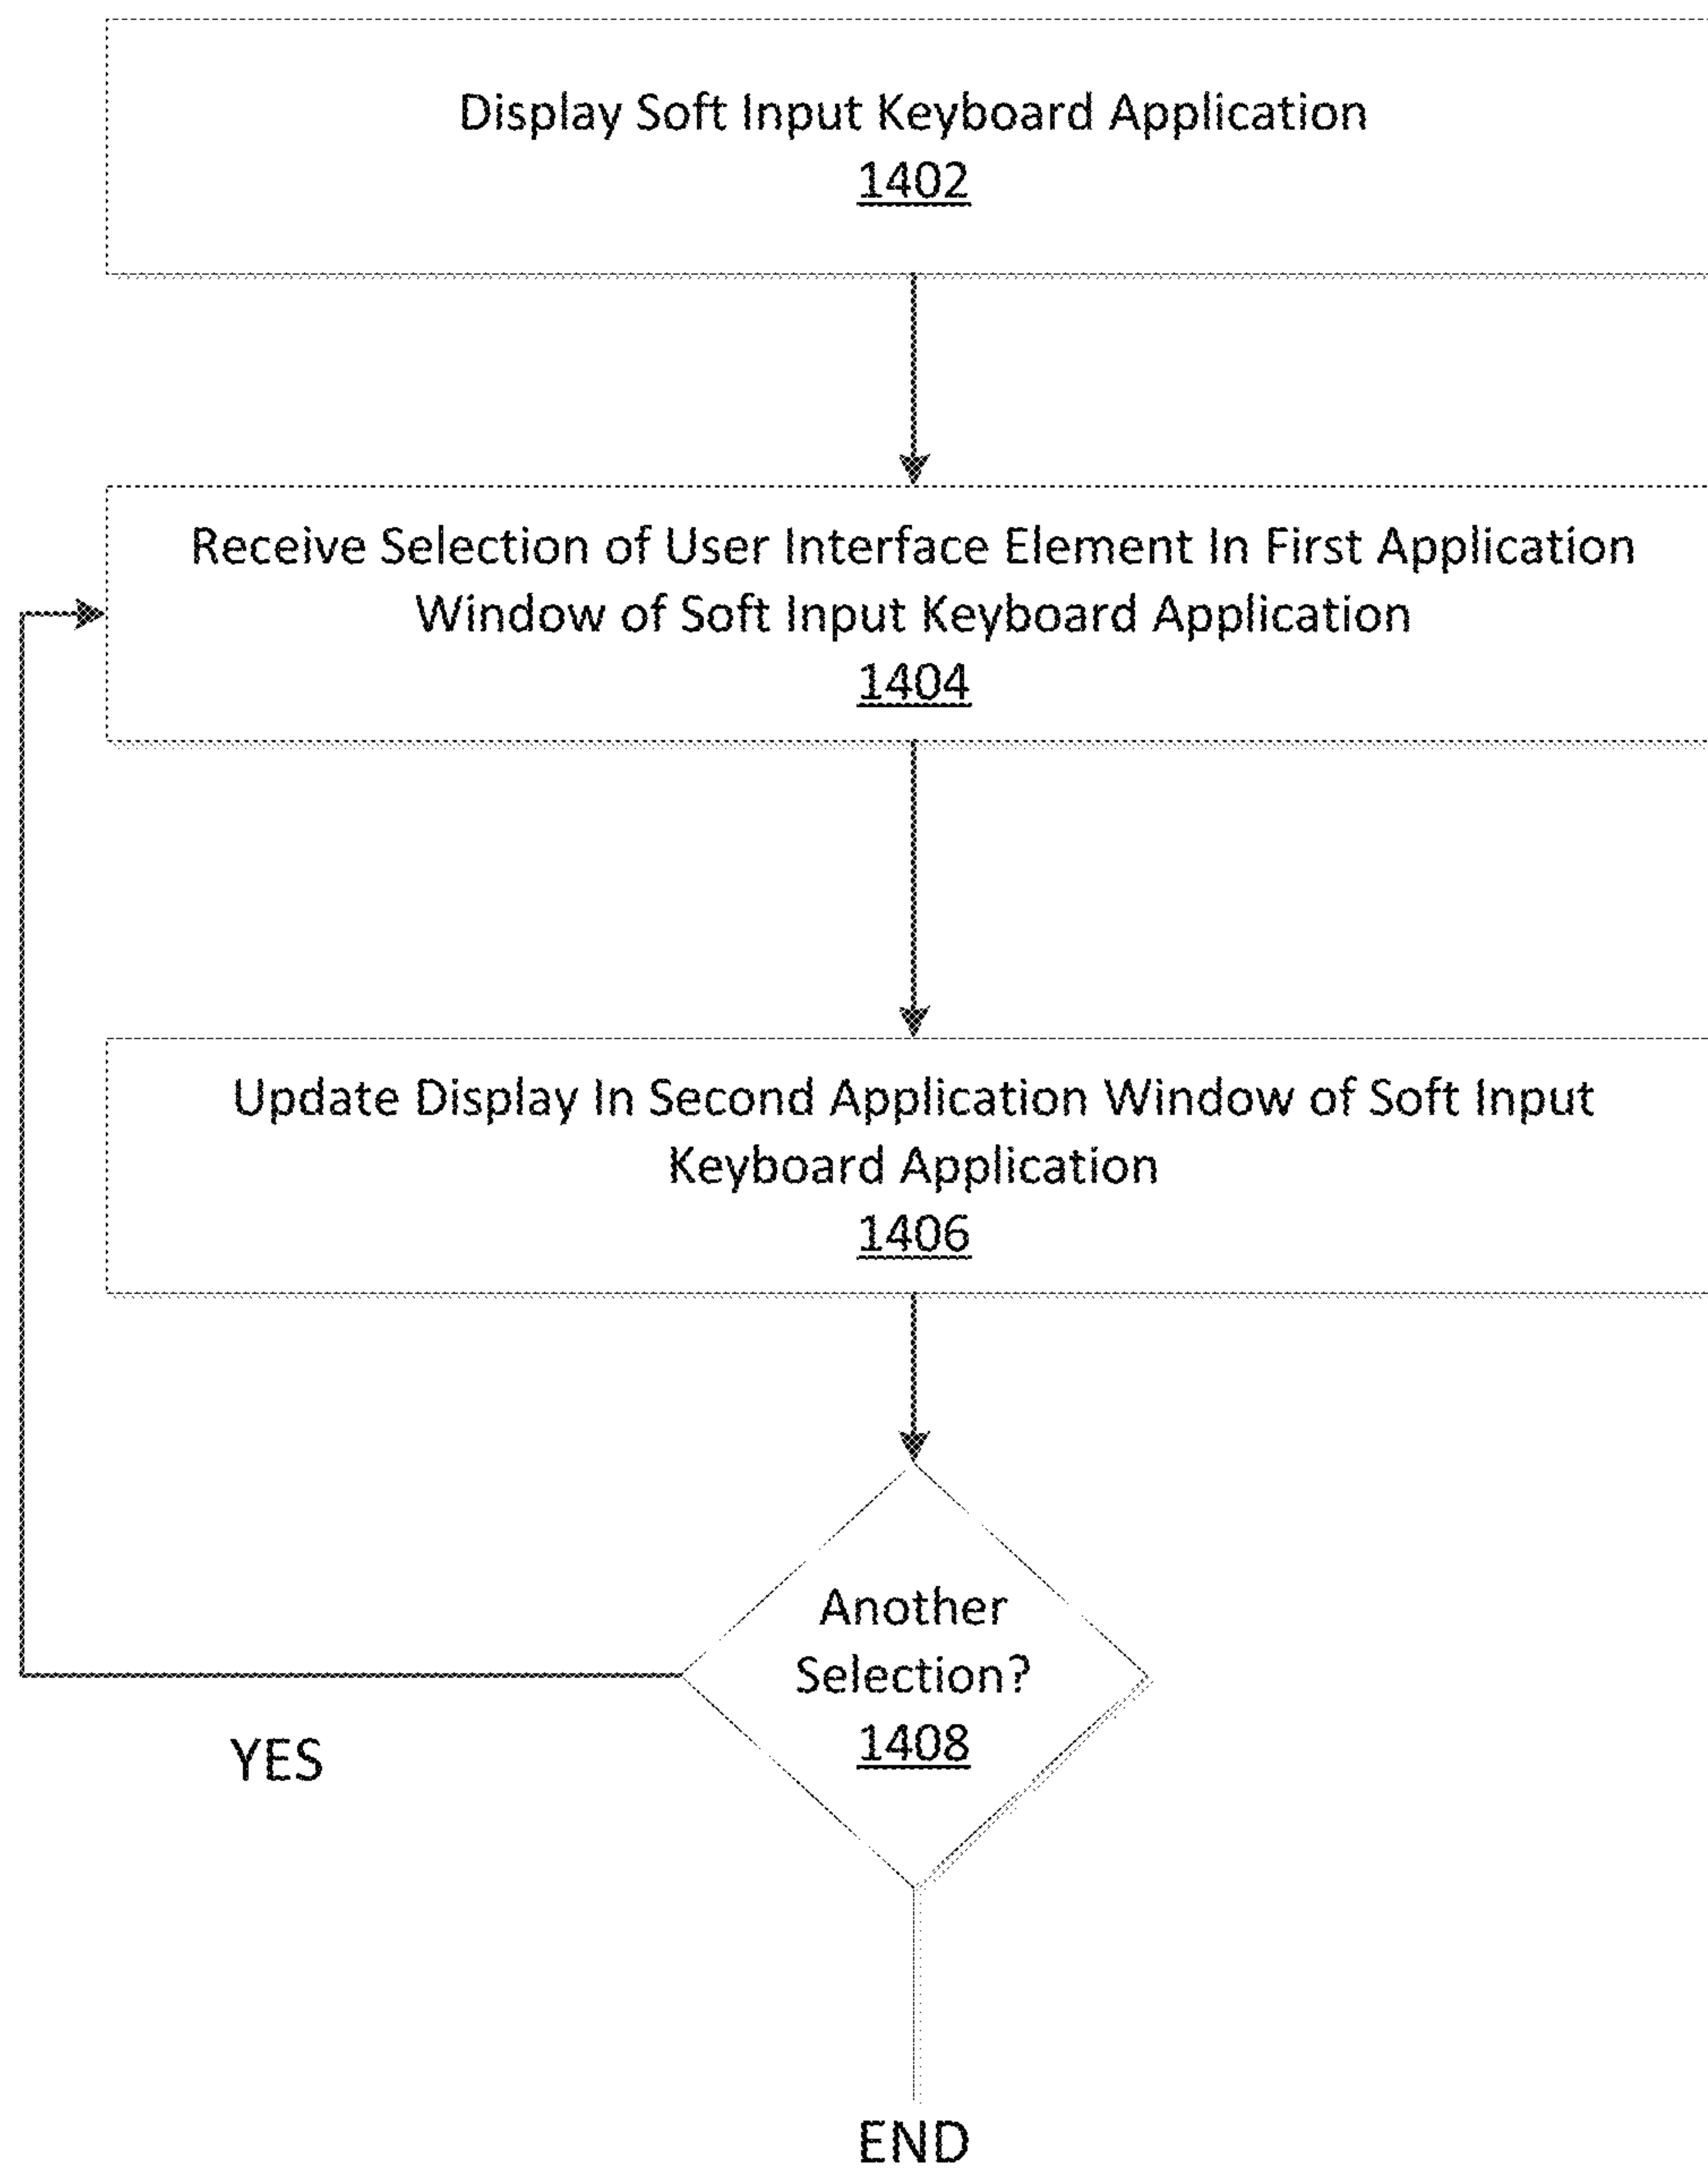 Display Soft Input Keyboard Application
1402
Receive Selection of User Interface Element In First Application
Window of Soft Input Keyboard Application
1404
Update Display In Second Application Window of Soft Input
Keyboard Application
1406
Another
Selection?
1408
YES
END